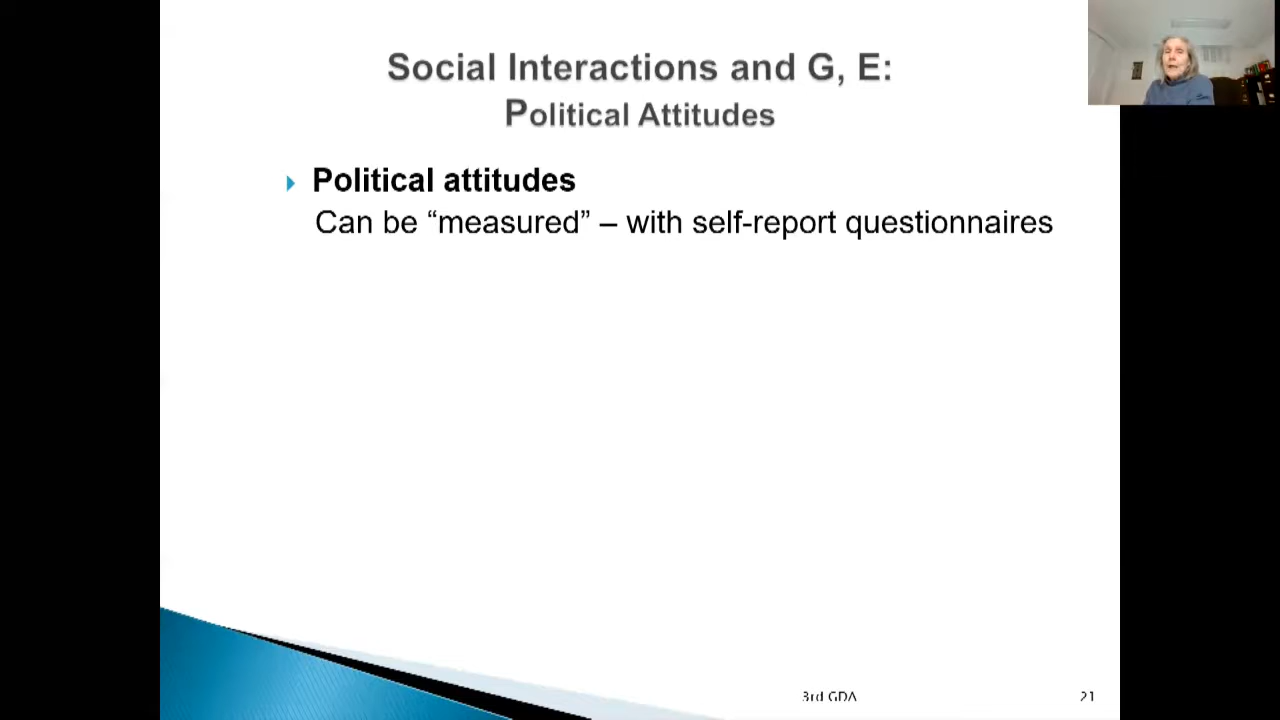 Social Interactions and G, E:
Political Attitudes
Political attitudes
Can be “measured” – with self-report questionnaires
3rd GDA
21